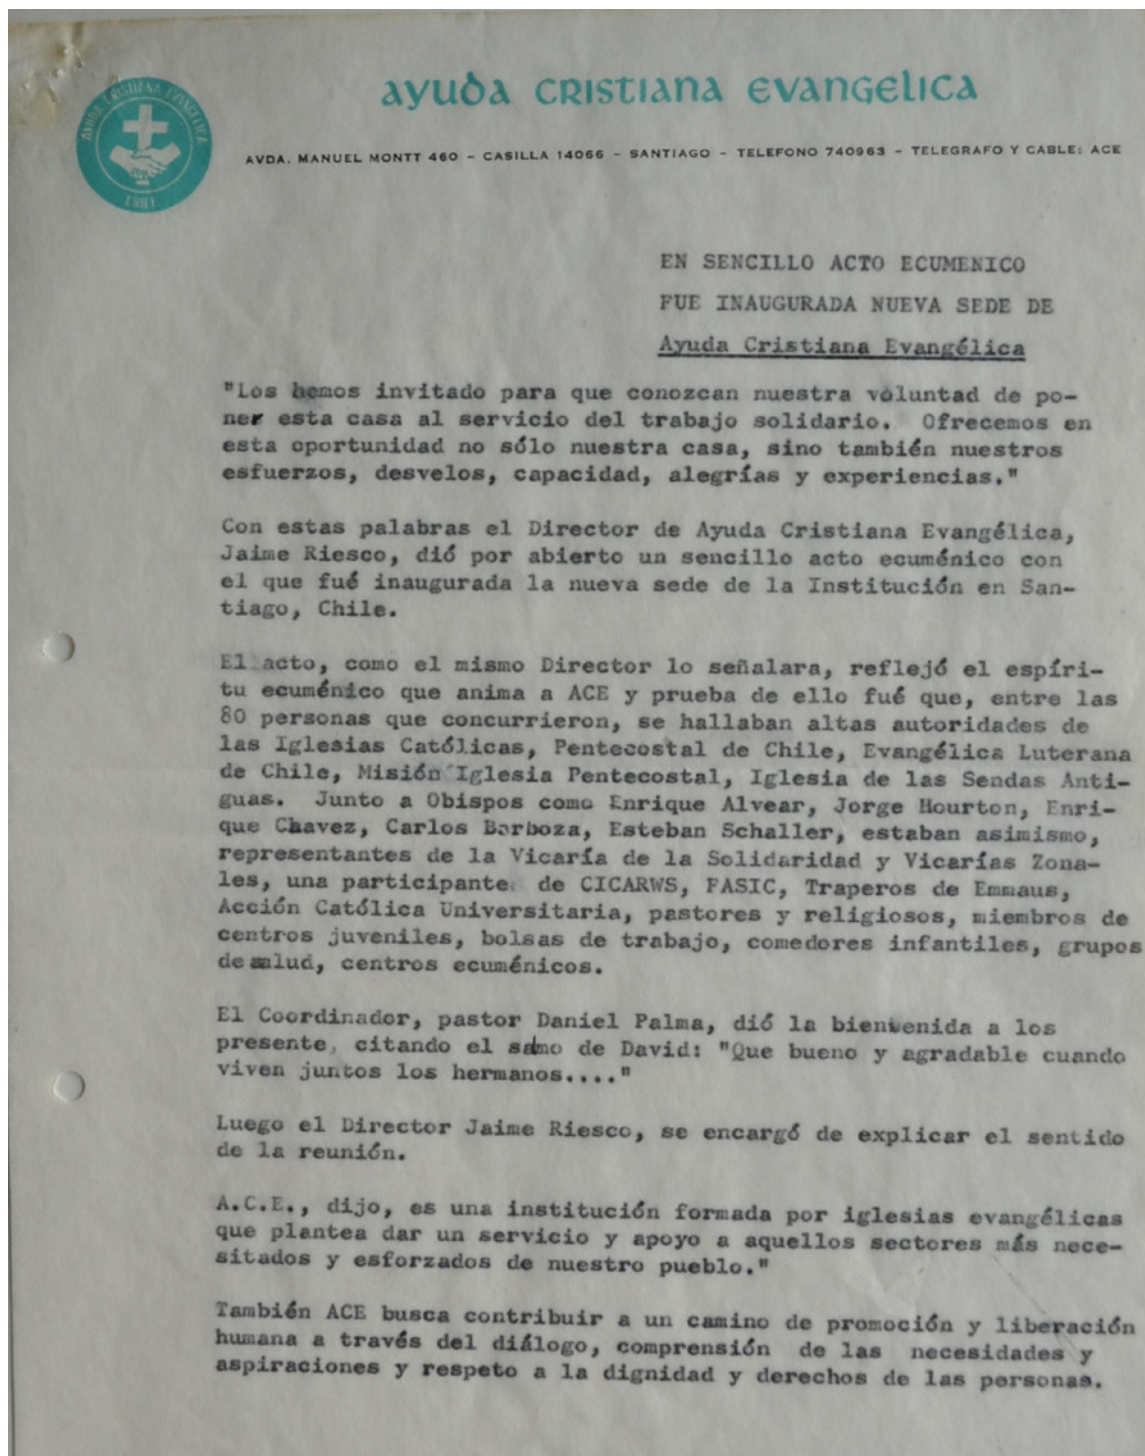 AYUDA CRISTIANA EVANGELICA
CHILE
AYUDA CRISTIANA EVANGELICA
AVDA. MANUEL MONTT 460 - CASILLA 14066 - SANTIAGO - TELEFONO 740963 - TELEGRAFO Y CABLE: ACE
EN SENCILLO ACTO ECUMENICO
FUE INAUGURADA NUEVA SEDE DE
Ayuda Cristiana Evangélica
"Los hemos invitado para que conozcan nuestra voluntad de po-
ner esta casa al servicio del trabajo solidario. Ofrecemos en
esta oportunidad no sólo nuestra casa, sino también nuestros
esfuerzos, desvelos, capacidad, alegrías y experiencias."
Con estas palabras el Director de Ayuda Cristiana Evangélica,
Jaime Riesco, dió por abierto un sencillo acto ecuménico con
el que fué inaugurada la nueva sede de la Institución en San-
tiago, Chile.
El acto, como el mismo Director lo señalara, reflejó el espíri-
tu ecuménico que anima a ACE y prueba de ello fué que, entre las
80 personas que concurrieron, se hallaban altas autoridades de
las Iglesias Católicas, Pentecostal de Chile, Evangélica Luterana
de Chile, Misión Iglesia Pentecostal, Iglesia de las Sendas Anti-
guas. Junto a Obispos como Enrique Alvear, Jorge Hourton, Enri-
que Chavez, Carlos Barboza, Esteban Schaller, estaban asimismo,
representantes de la Vicaría de la Solidaridad y Vicarías Zona-
les, una participante de CICARWS, FASIC, Traperos de Emmaus,
Acción Católica Universitaria, pastores y religiosos, miembros de
centros juveniles, bolsas de trabajo, comedores infantiles, grupos
de salud, centros ecuménicos.
El Coordinador, pastor Daniel Palma, dió la bienvenida a los
presente, citando el salmo de David: "Que bueno y agradable cuando
viven juntos los hermanos...."
Luego el Director Jaime Riesco, se encargó de explicar el sentido
de la reunión.
A.C.E., dijo, es una institución formada por iglesias evangélicas
que plantea dar un servicio y apoyo a aquellos sectores más nece-
sitados y esforzados de nuestro pueblo."
También ACE busca contribuir a un camino de promoción y liberación
humana a través del diálogo, comprensión de las necesidades y
aspiraciones y respeto a la dignidad y derechos de las personas.